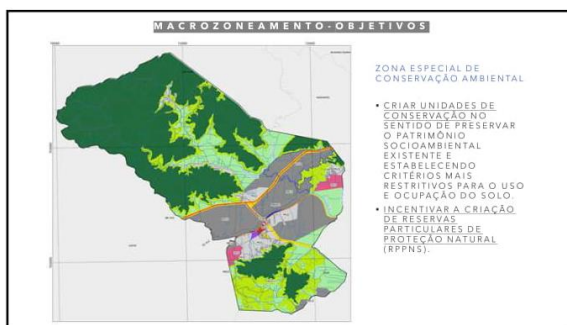 MACROZONEAMENTO-OBJETIVOS
ZONA ESPECIAL DE
CONSERVAÇÃO AMBIENTAL
• CRIAR UNIDADES DE
CONSERVAÇÃO NO
SENTIDO DE PRESERVAR
O PATRIMÔNIO
SOCIOAMBIENTAL
EXISTENTE E
ESTABELECENDO
CRITÉRIOS MAIS
RESTRITIVOS PARA O USO
E OCUPAÇÃO DO SOLO.
• INCENTIVAR A CRIAÇÃO
DE RESERVAS
PARTICULARES DE
PROTEÇÃO NATURAL
(RPPNS).